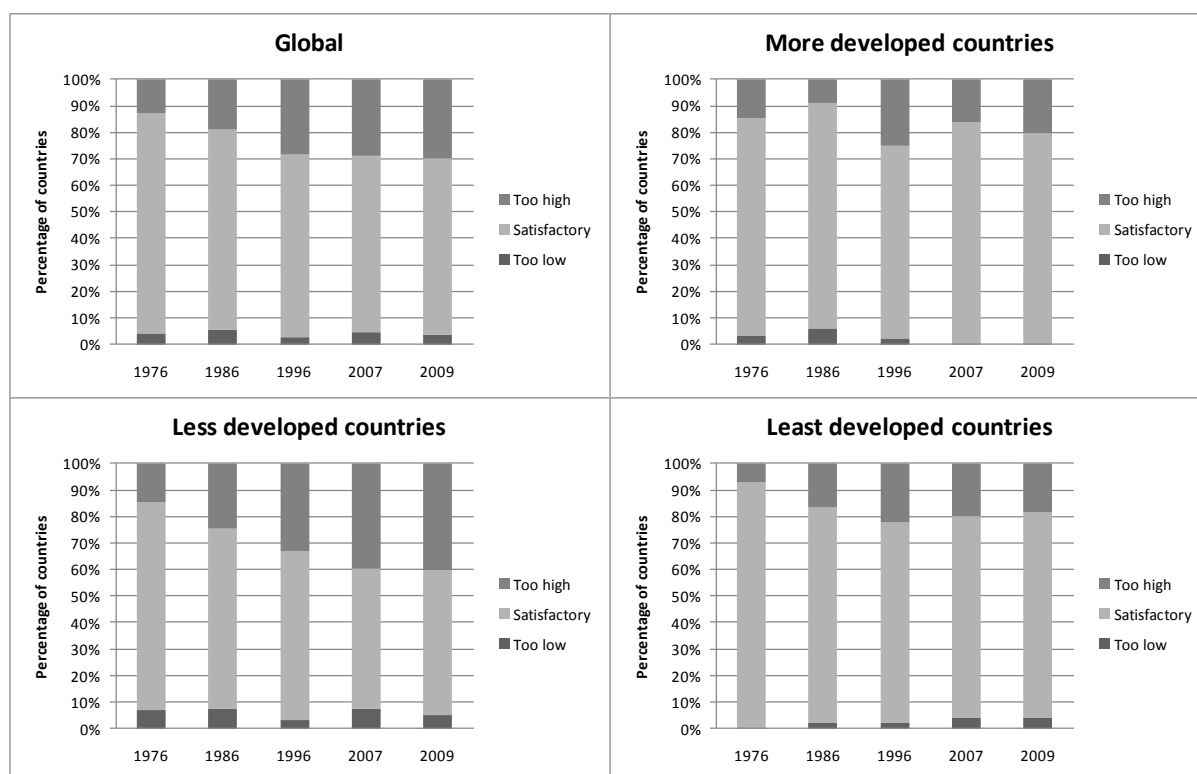 Global
Percentage of countries
100%
90%
80%
70%
60%
50%
40%
30%
20%
10%
0%
1976 1986 1996 2007 2009
Too high
Satisfactory
Too low
More developed countries
Percentage of countries
100%
90%
80%
70%
60%
50%
40%
30%
20%
10%
0%
1976 1986 1996 2007 2009
Too high
Satisfactory
Too low
Less developed countries
Percentage of countries
100%
90%
80%
70%
60%
50%
40%
30%
20%
10%
0%
1976 1986 1996 2007 2009
Too high
Satisfactory
Too low
Least developed countries
Percentage of countries
100%
90%
80%
70%
60%
50%
40%
30%
20%
10%
0%
1976 1986 1996 2007 2009
Too high
Satisfactory
Too low